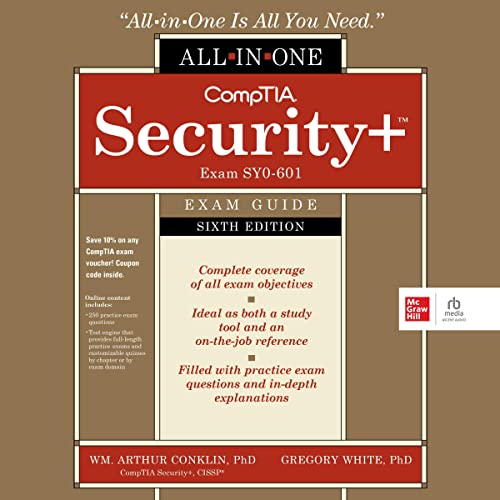 “All-in-One Is All You Need.”
ALL-IN-ONE
CompTIA
Security+™
Exam SY0-601
EXAM GUIDE
SIXTH EDITION
Save 10% on any
CompTIA exam
voucher! Coupon
code inside.
Online content
includes:
• 250 practice exam
questions
• Test engine that
provides full-length
practice exams and
customizable quizzes
by chapter or by
exam domain
Complete coverage
of all exam objectives
Ideal as both a study
tool and an
on-the-job reference
Filled with practice exam
questions and in-depth
explanations
Mc
Graw
Hill
rb
media
WM. ARTHUR CONKLIN, PhD
CompTIA Security+, CISSP®
GREGORY WHITE, PhD